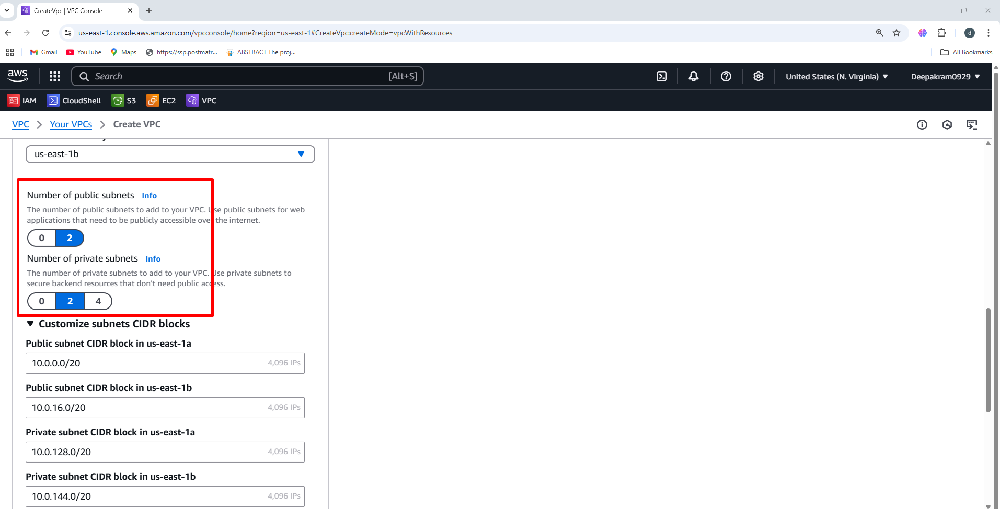 CreateVpc | VPC Console
us-east-1.console.aws.amazon.com/vpcconsole/home?region=us-east-1#CreateVpc:createMode=vpcWithResources
d
Gmail YouTube Maps https://ssp.postmatr... ABSTRACT The proj... All Bookmarks
aws Search [Alt+S] United States (N. Virginia) Deepakram0929
IAM CloudShell S3 EC2 VPC
VPC Your VPCs Create VPC
us-east-1b
Number of public subnets Info
The number of public subnets to add to your VPC. Use public subnets for web
applications that need to be publicly accessible over the internet.
0 2
Number of private subnets Info
The number of private subnets to add to your VPC. Use private subnets to
secure backend resources that don't need public access.
0 2 4
Customize subnets CIDR blocks
Public subnet CIDR block in us-east-1a
10.0.0.0/20 4,096 IPs
Public subnet CIDR block in us-east-1b
10.0.16.0/20 4,096 IPs
Private subnet CIDR block in us-east-1a
10.0.128.0/20 4,096 IPs
Private subnet CIDR block in us-east-1b
10.0.144.0/20 4,096 IPs